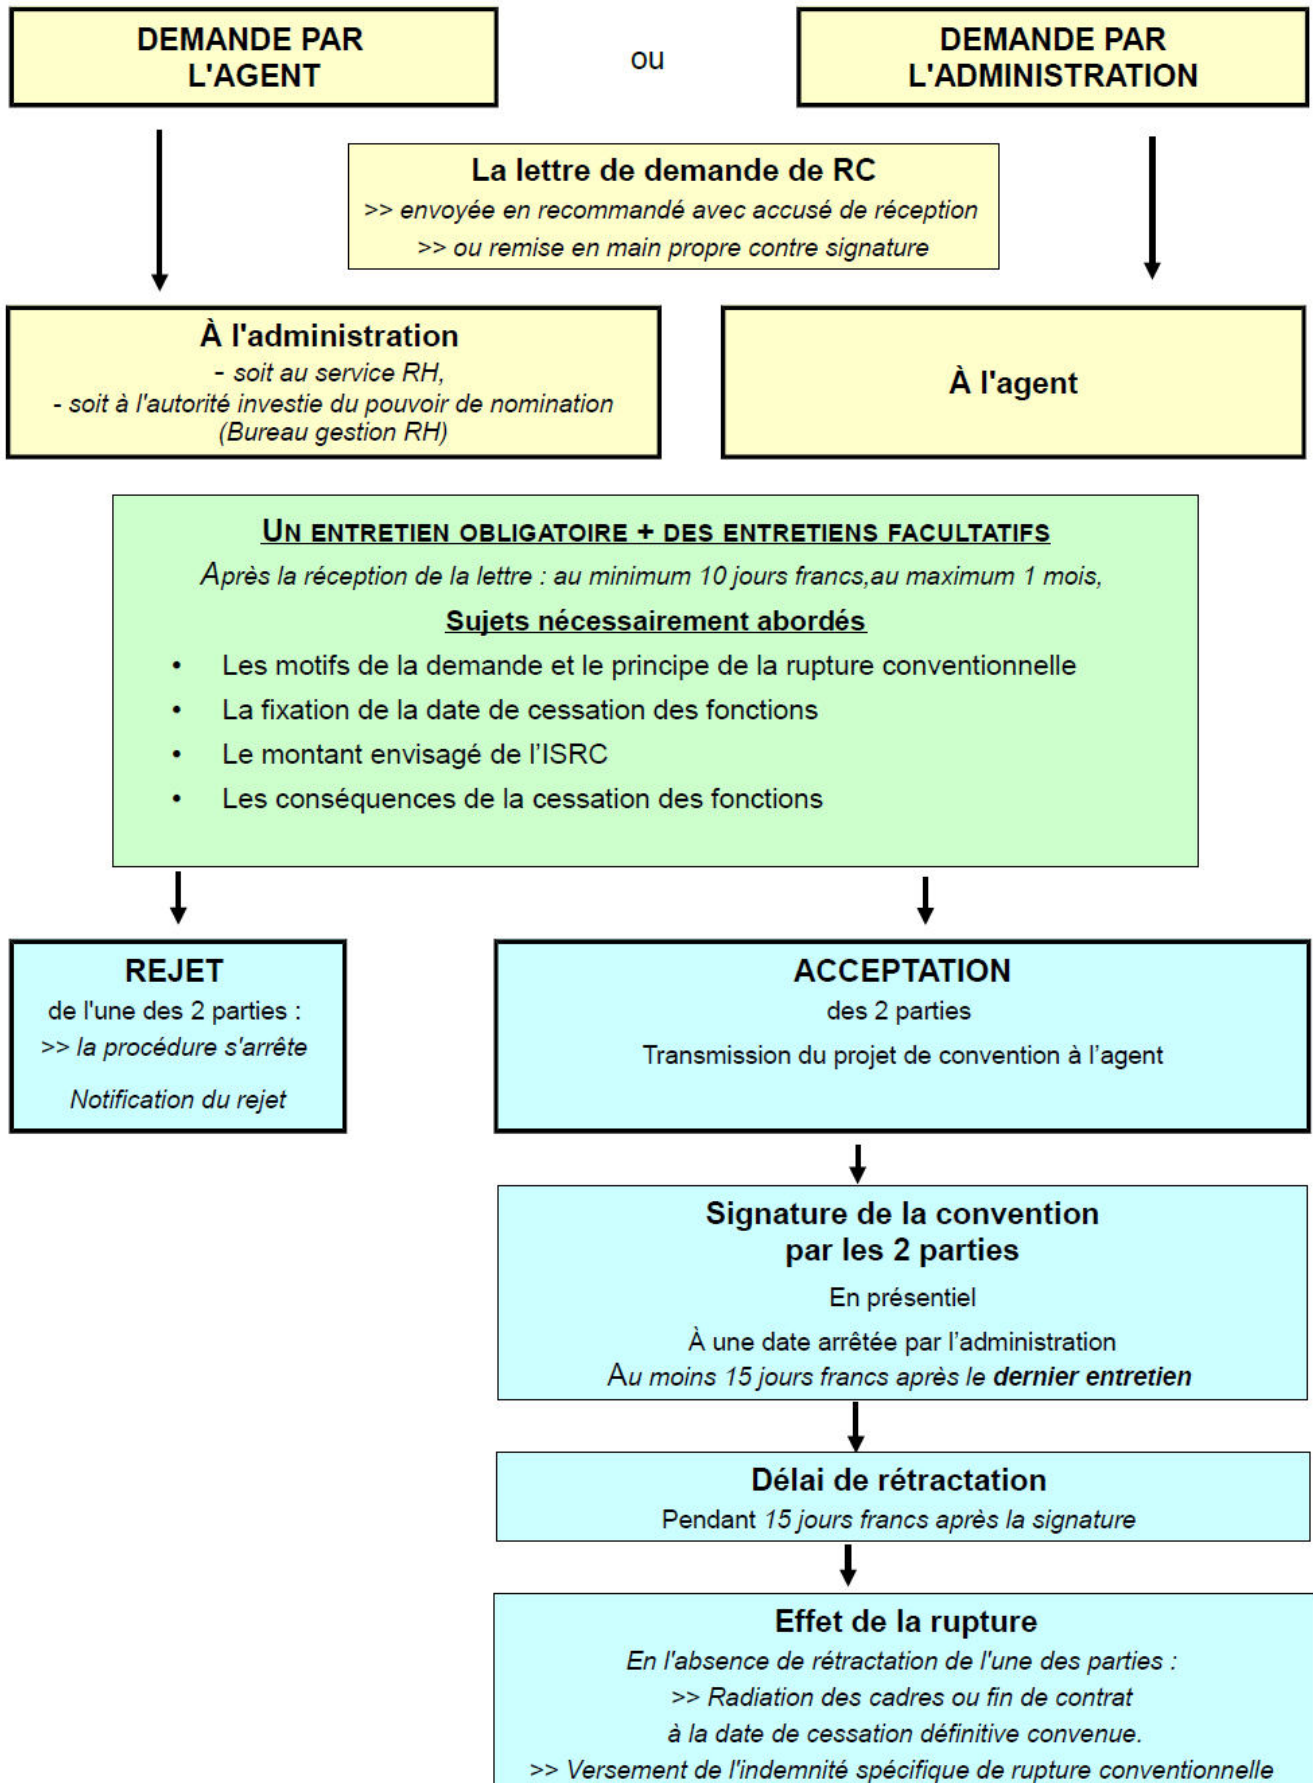 DEMANDE PAR
L'AGENT
ou
DEMANDE PAR
L'ADMINISTRATION
La lettre de demande de RC
>> envoyée en recommandé avec accusé de réception
>> ou remise en main propre contre signature
À l'administration
- soit au service RH,
- soit à l'autorité investie du pouvoir de nomination
(Bureau gestion RH)
À l'agent
UN ENTRETIEN OBLIGATOIRE + DES ENTRETIENS FACULTATIFS
Après la réception de la lettre : au minimum 10 jours francs,au maximum 1 mois,
Sujets nécessairement abordés
• Les motifs de la demande et le principe de la rupture conventionnelle
• La fixation de la date de cessation des fonctions
• Le montant envisagé de l’ISRC
• Les conséquences de la cessation des fonctions
REJET
de l'une des 2 parties :
>> la procédure s'arrête
Notification du rejet
ACCEPTATION
des 2 parties
Transmission du projet de convention à l’agent
Signature de la convention
par les 2 parties
En présentiel
À une date arrêtée par l’administration
Au moins 15 jours francs après le dernier entretien
Délai de rétractation
Pendant 15 jours francs après la signature
Effet de la rupture
En l'absence de rétractation de l'une des parties :
>> Radiation des cadres ou fin de contrat
à la date de cessation définitive convenue.
>> Versement de l'indemnité spécifique de rupture conventionnelle